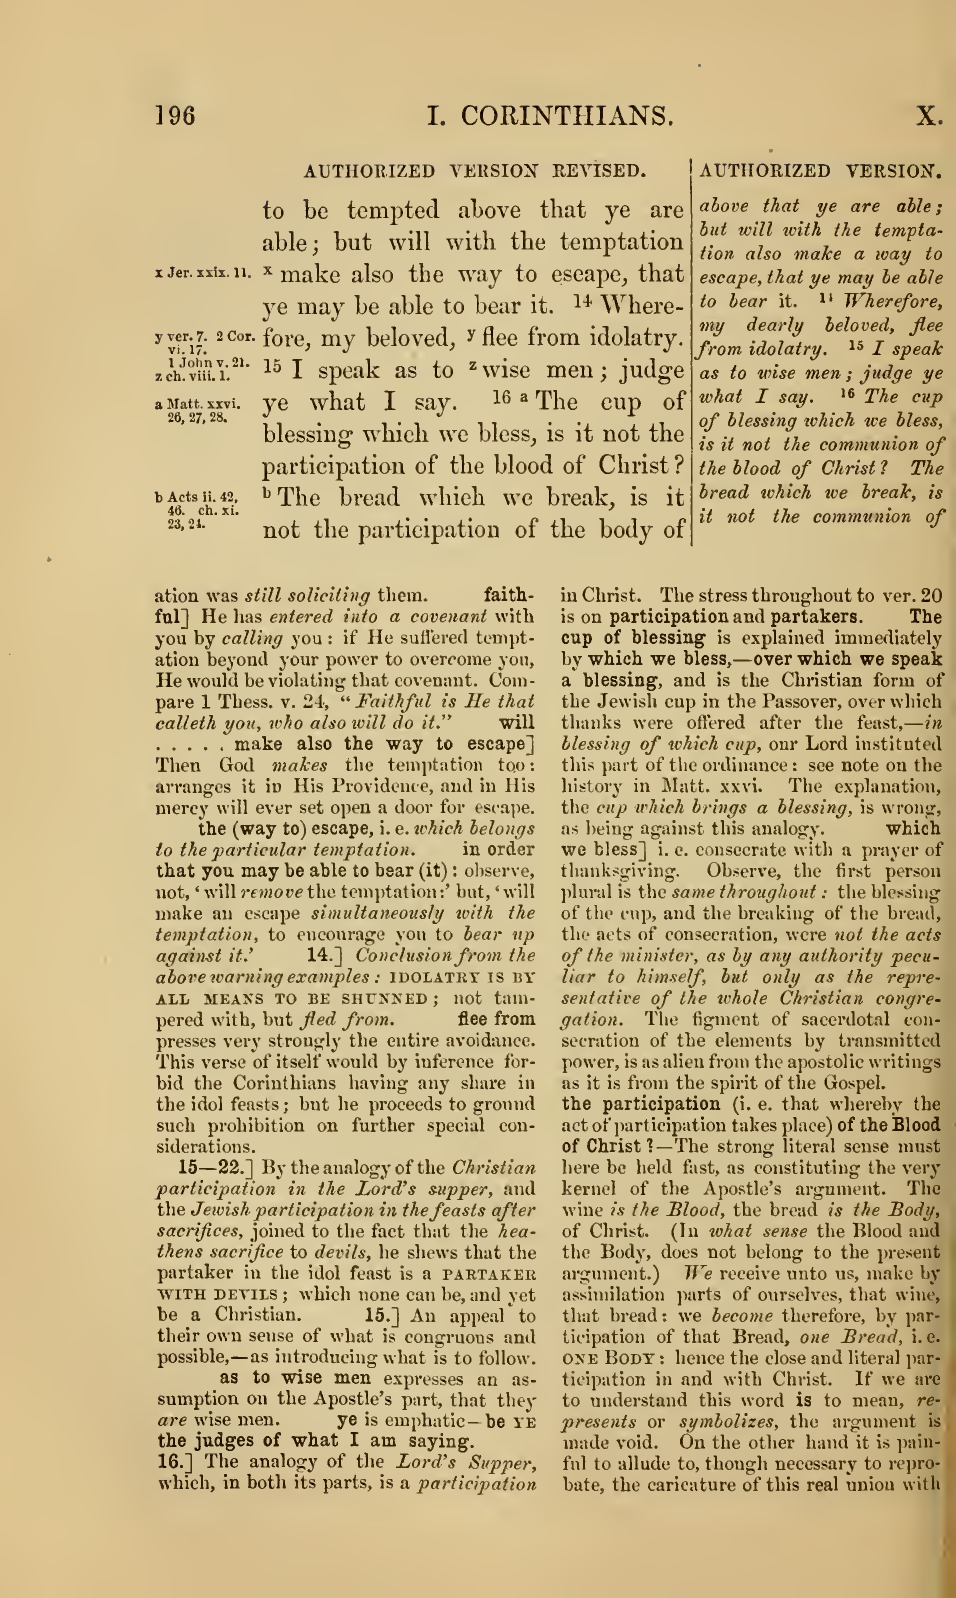 196 I. CORINTHIANS. X.
AUTHORIZED VERSION REVISED.
to be tempted above that ye are
able; but will with the temptation
x make also the way to escape, that
ye may be able to bear it. 14 Where-
fore, my beloved, y flee from idolatry.
15 I speak as to z wise men; judge
ye what I say. 16 a The cup of
blessing which we bless, is it not the
participation of the blood of Christ?
b The bread which we break, is it
not the participation of the body of
x Jer. xxix. 11.
y ver. 7. 2 Cor.
vi. 17.
1 John v. 21.
z ch. viii. 1.
a Matt. xxvi.
26, 27, 28.
b Acts ii. 42,
46. ch. xi.
23, 24.
AUTHORIZED VERSION.
above that ye are able;
but will with the tempta-
tion also make a way to
escape, that ye may be able
to bear it. 14 Wherefore,
my dearly beloved, flee
from idolatry. 15 I speak
as to wise men; judge ye
what I say. 16 The cup
of blessing which we bless,
is it not the communion of
the blood of Christ? The
bread which we break, is
it not the communion of
ation was still soliciting them. faith-
ful] He has entered into a covenant with
you by calling you: if He suffered tempt-
ation beyond your power to overcome you,
He would be violating that covenant. Com-
pare 1 Thess. v. 24, "Faithful is He that
calleth you, who also will do it." will
. . . . . make also the way to escape]
Then God makes the temptation too:
arranges it in His Providence, and in His
mercy will ever set open a door for escape.
the (way to) escape, i. e. which belongs
to the particular temptation. in order
that you may be able to bear (it): observe,
not, 'will remove the temptation:' but, 'will
make an escape simultaneously with the
temptation, to encourage you to bear up
against it.' 14.] Conclusion from the
above warning examples: IDOLATRY IS BY
ALL MEANS TO BE SHUNNED; not tam-
pered with, but fled from. flee from
presses very strongly the entire avoidance.
This verse of itself would by inference for-
bid the Corinthians having any share in
the idol feasts; but he proceeds to ground
such prohibition on further special con-
siderations.
15—22.] By the analogy of the Christian
participation in the Lord's supper, and
the Jewish participation in the feasts after
sacrifices, joined to the fact that the hea-
thens sacrifice to devils, he shews that the
partaker in the idol feast is a PARTAKER
WITH DEVILS; which none can be, and yet
be a Christian. 15.] An appeal to
their own sense of what is congruous and
possible,—as introducing what is to follow.
as to wise men expresses an as-
sumption on the Apostle's part, that they
are wise men. ye is emphatic—be YE
the judges of what I am saying.
16.] The analogy of the Lord's Supper,
which, in both its parts, is a participation
in Christ. The stress throughout to ver. 20
is on participation and partakers. The
cup of blessing is explained immediately
by which we bless,—over which we speak
a blessing, and is the Christian form of
the Jewish cup in the Passover, over which
thanks were offered after the feast,—in
blessing of which cup, our Lord instituted
this part of the ordinance: see note on the
history in Matt. xxvi. The explanation,
the cup which brings a blessing, is wrong,
as being against this analogy. which
we bless] i. e. consecrate with a prayer of
thanksgiving. Observe, the first person
plural is the same throughout: the blessing
of the cup, and the breaking of the bread,
the acts of consecration, were not the acts
of the minister, as by any authority pecu-
liar to himself, but only as the repre-
sentative of the whole Christian congre-
gation. The figment of sacerdotal con-
secration of the elements by transmitted
power, is as alien from the apostolic writings
as it is from the spirit of the Gospel.
the participation (i. e. that whereby the
act of participation takes place) of the Blood
of Christ?—The strong literal sense must
here be held fast, as constituting the very
kernel of the Apostle's argument. The
wine is the Blood, the bread is the Body,
of Christ. (In what sense the Blood and
the Body, does not belong to the present
argument.) We receive unto us, make by
assimilation parts of ourselves, that wine,
that bread: we become therefore, by par-
ticipation of that Bread, one Bread, i. e.
ONE BODY: hence the close and literal par-
ticipation in and with Christ. If we are
to understand this word is to mean, re-
presents or symbolizes, the argument is
made void. On the other hand it is pain-
ful to allude to, though necessary to repro-
bate, the caricature of this real union with